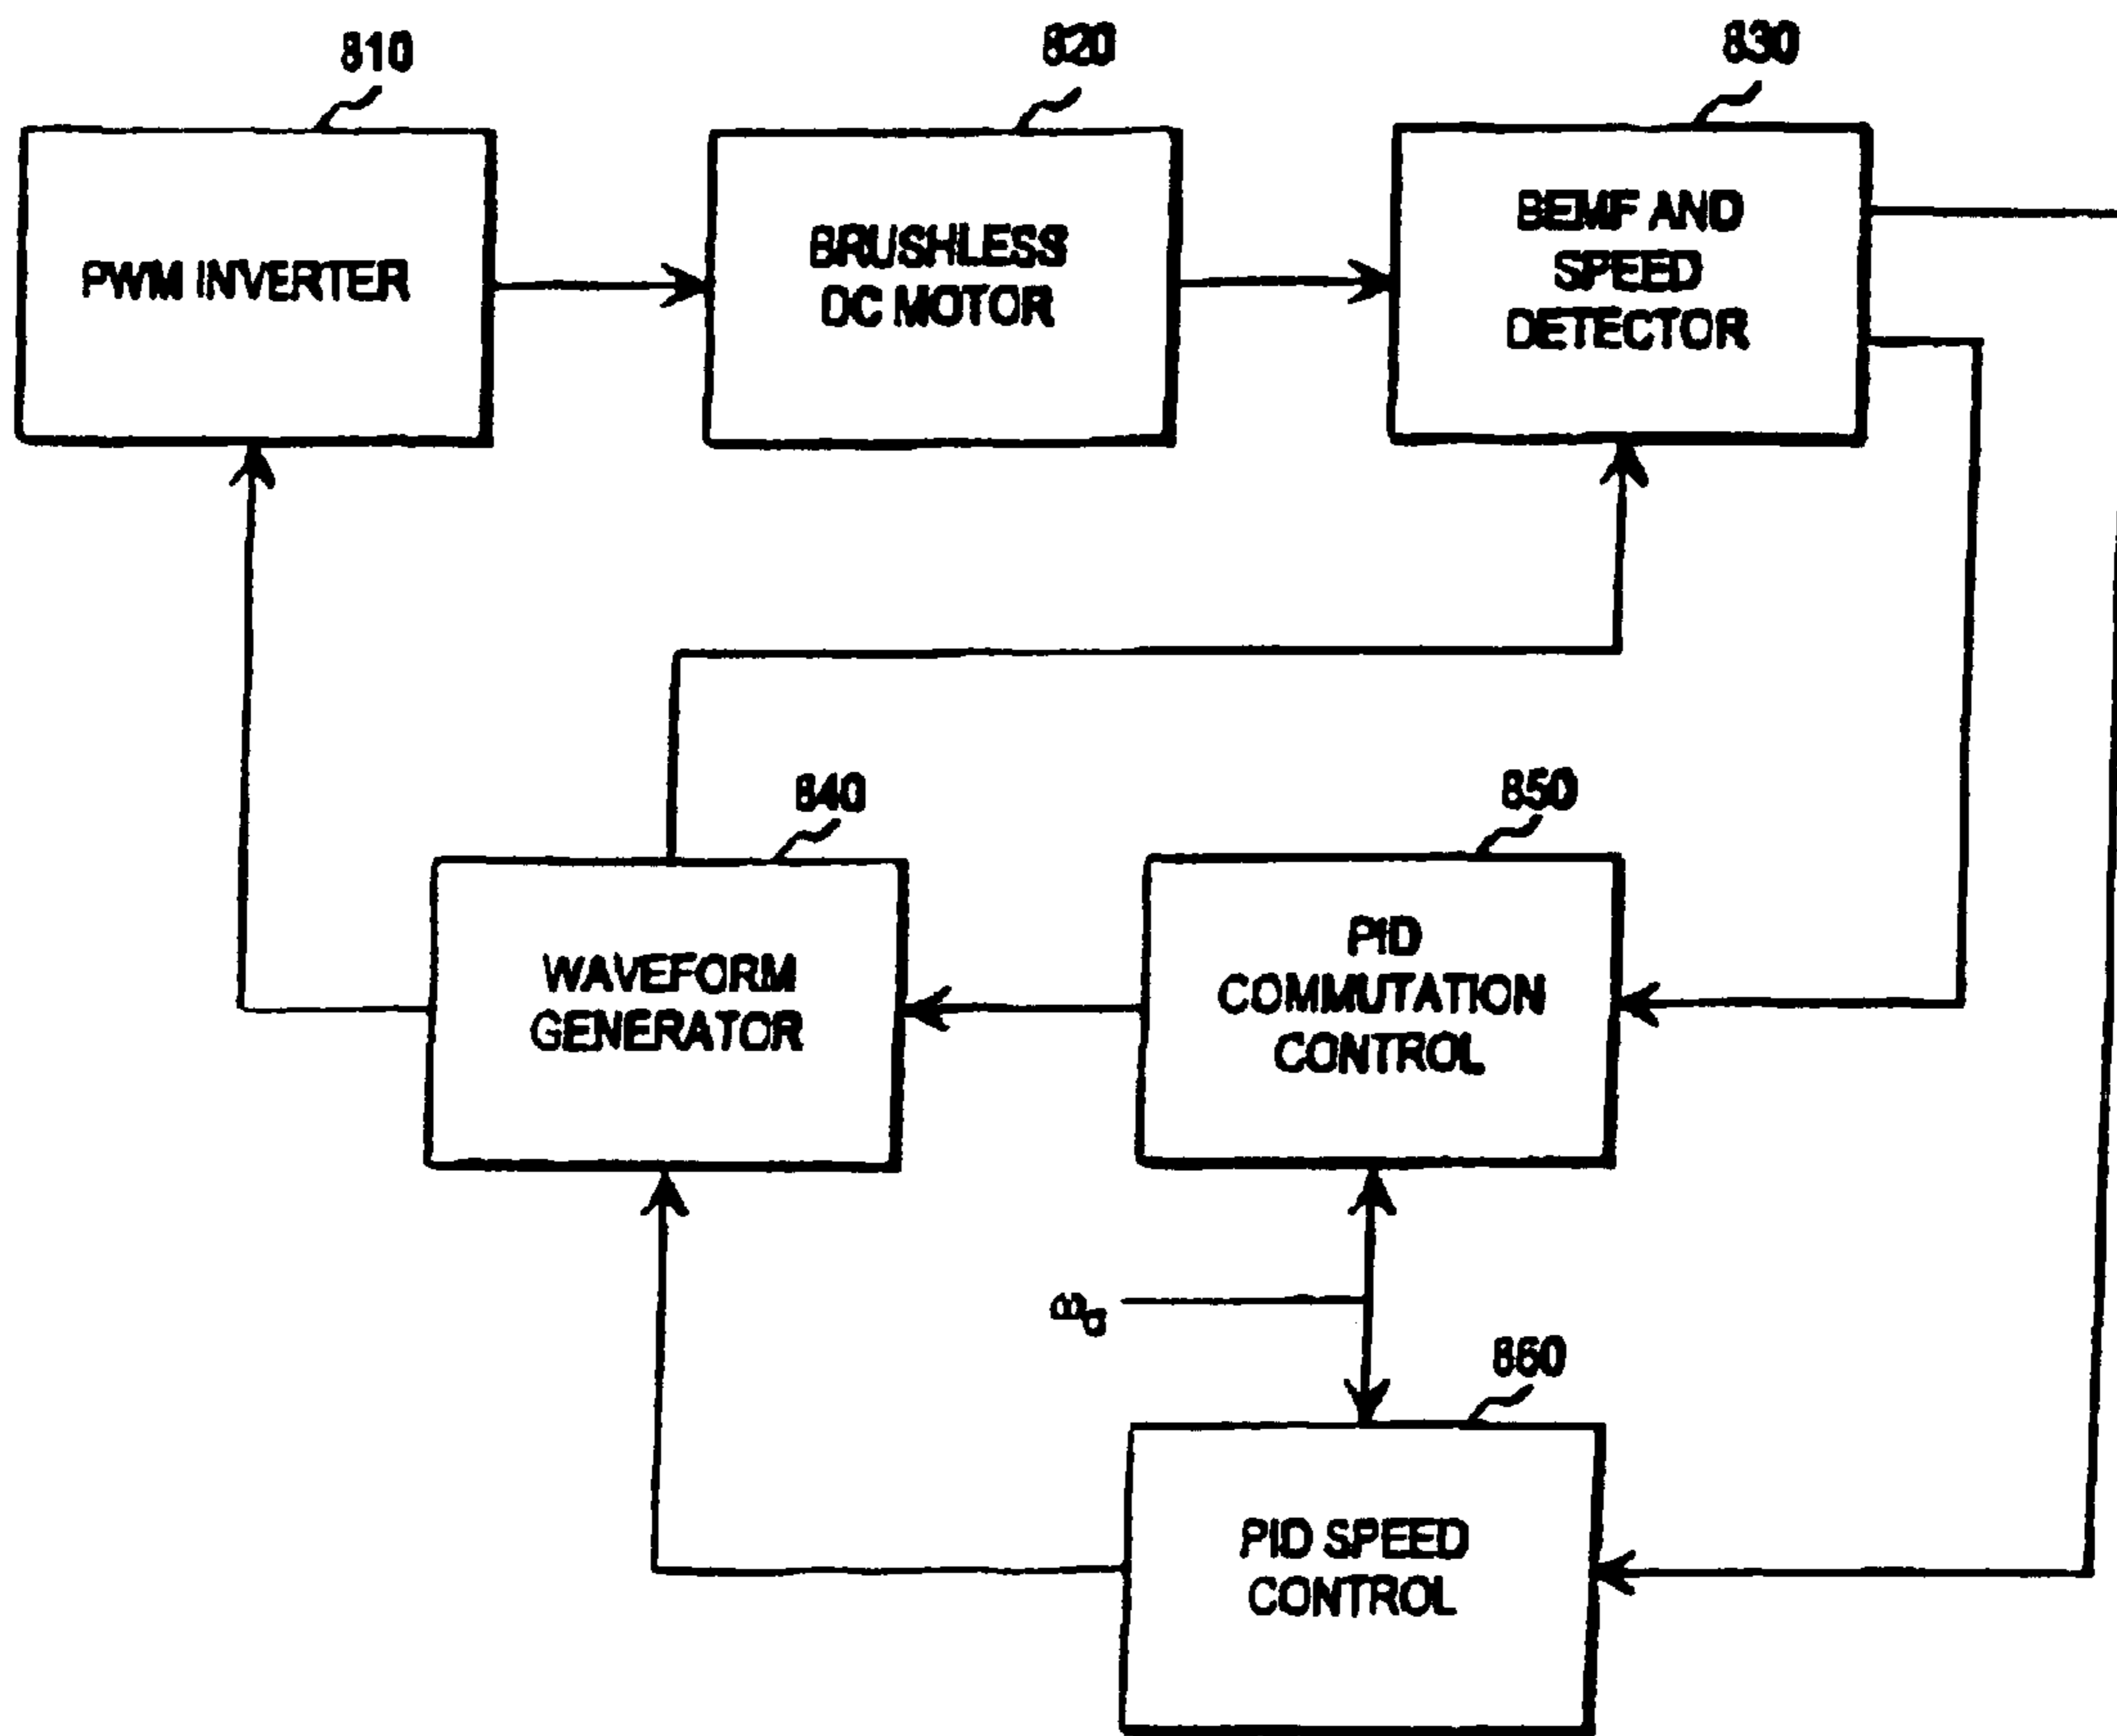 810
820
830
PWM INVERTER
BRUSHLESS
DC MOTOR
BEMF AND
SPEED
DETECTOR
840
850
WAVEFORM
GENERATOR
PID
COMMUTATION
CONTROL
ωd
860
PID SPEED
CONTROL